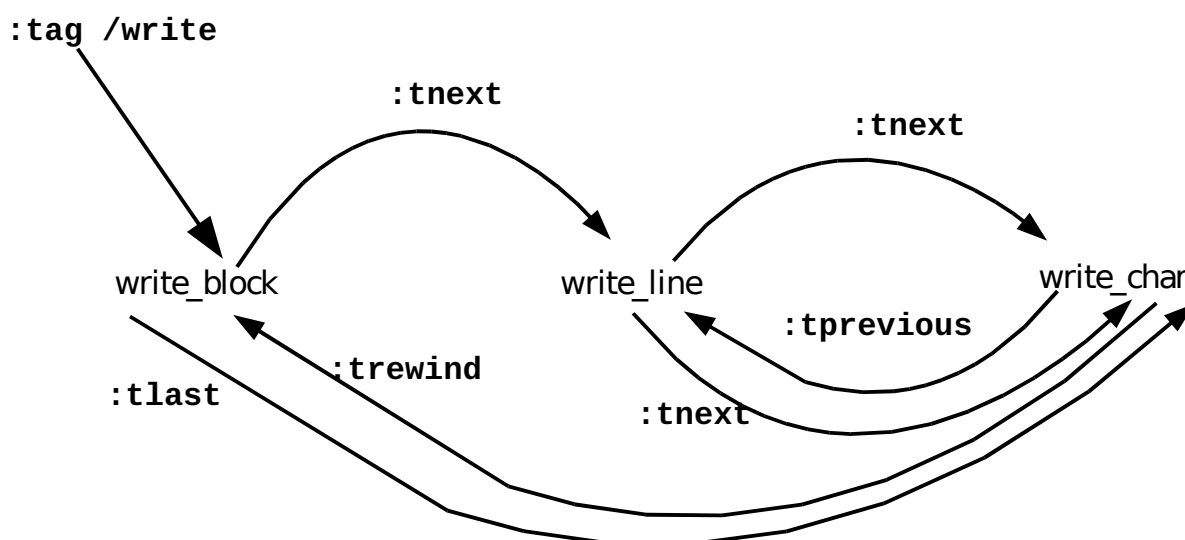 :tag /write
:tnext
:tnext
write_block
write_line
write_char
:tprevious
:trewind
:tlast
:tnext